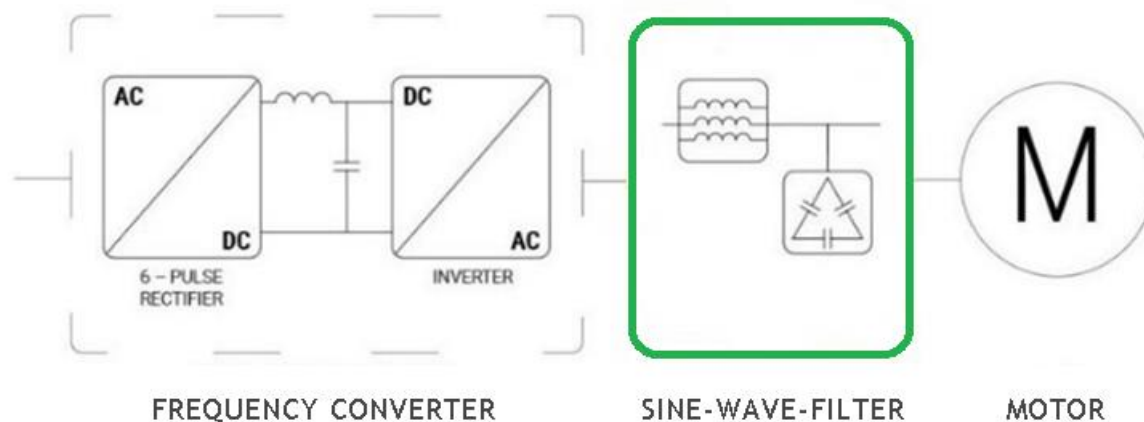 AC
DC
DC
AC
6 – PULSE
RECTIFIER
INVERTER
M
FREQUENCY CONVERTER
SINE-WAVE-FILTER
MOTOR